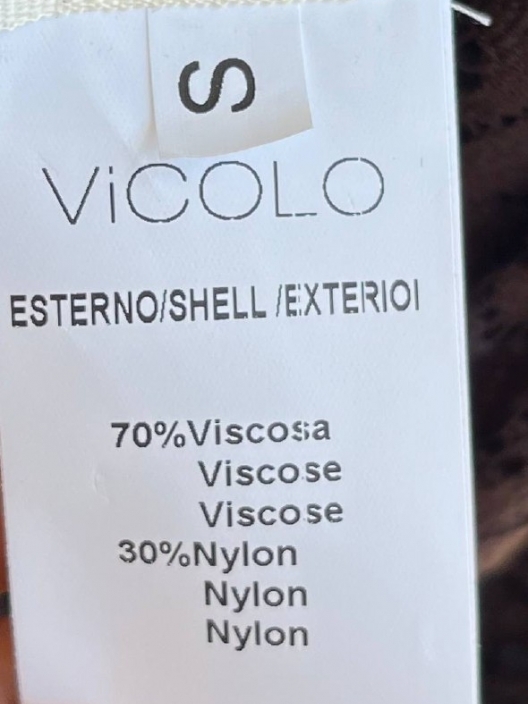 S
ViCOLO
ESTERNO/SHELL /EXTERIOI
70%Viscosa
Viscose
Viscose
30%Nylon
Nylon
Nylon